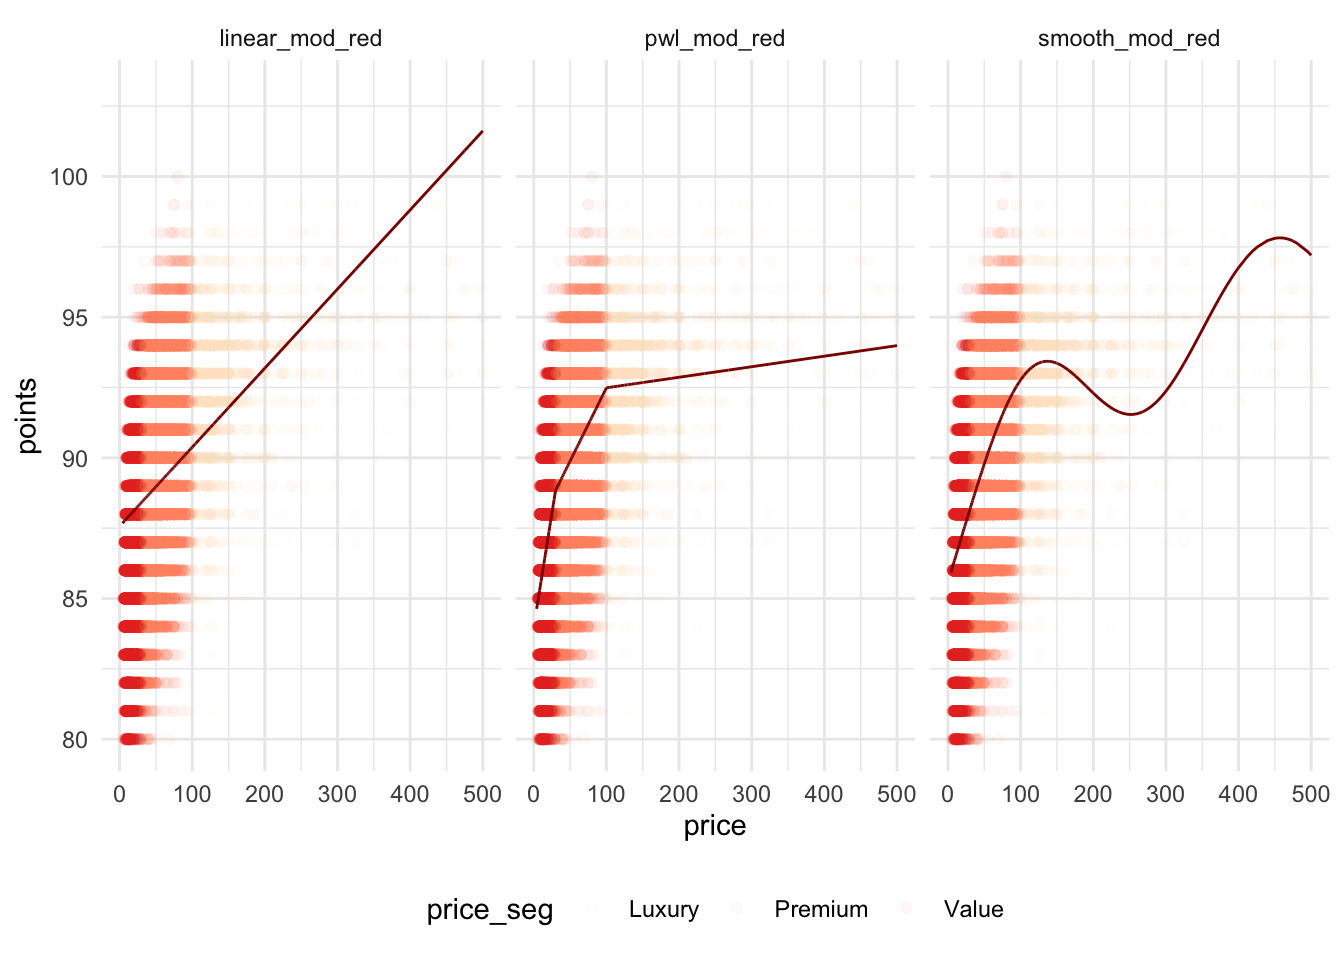 linear_mod_red pwl_mod_red smooth_mod_red
100
95
90
85
80
points
0 100 200 300 400 500 0 100 200 300 400 500 0 100 200 300 400 500
price
price_seg Luxury Premium Value